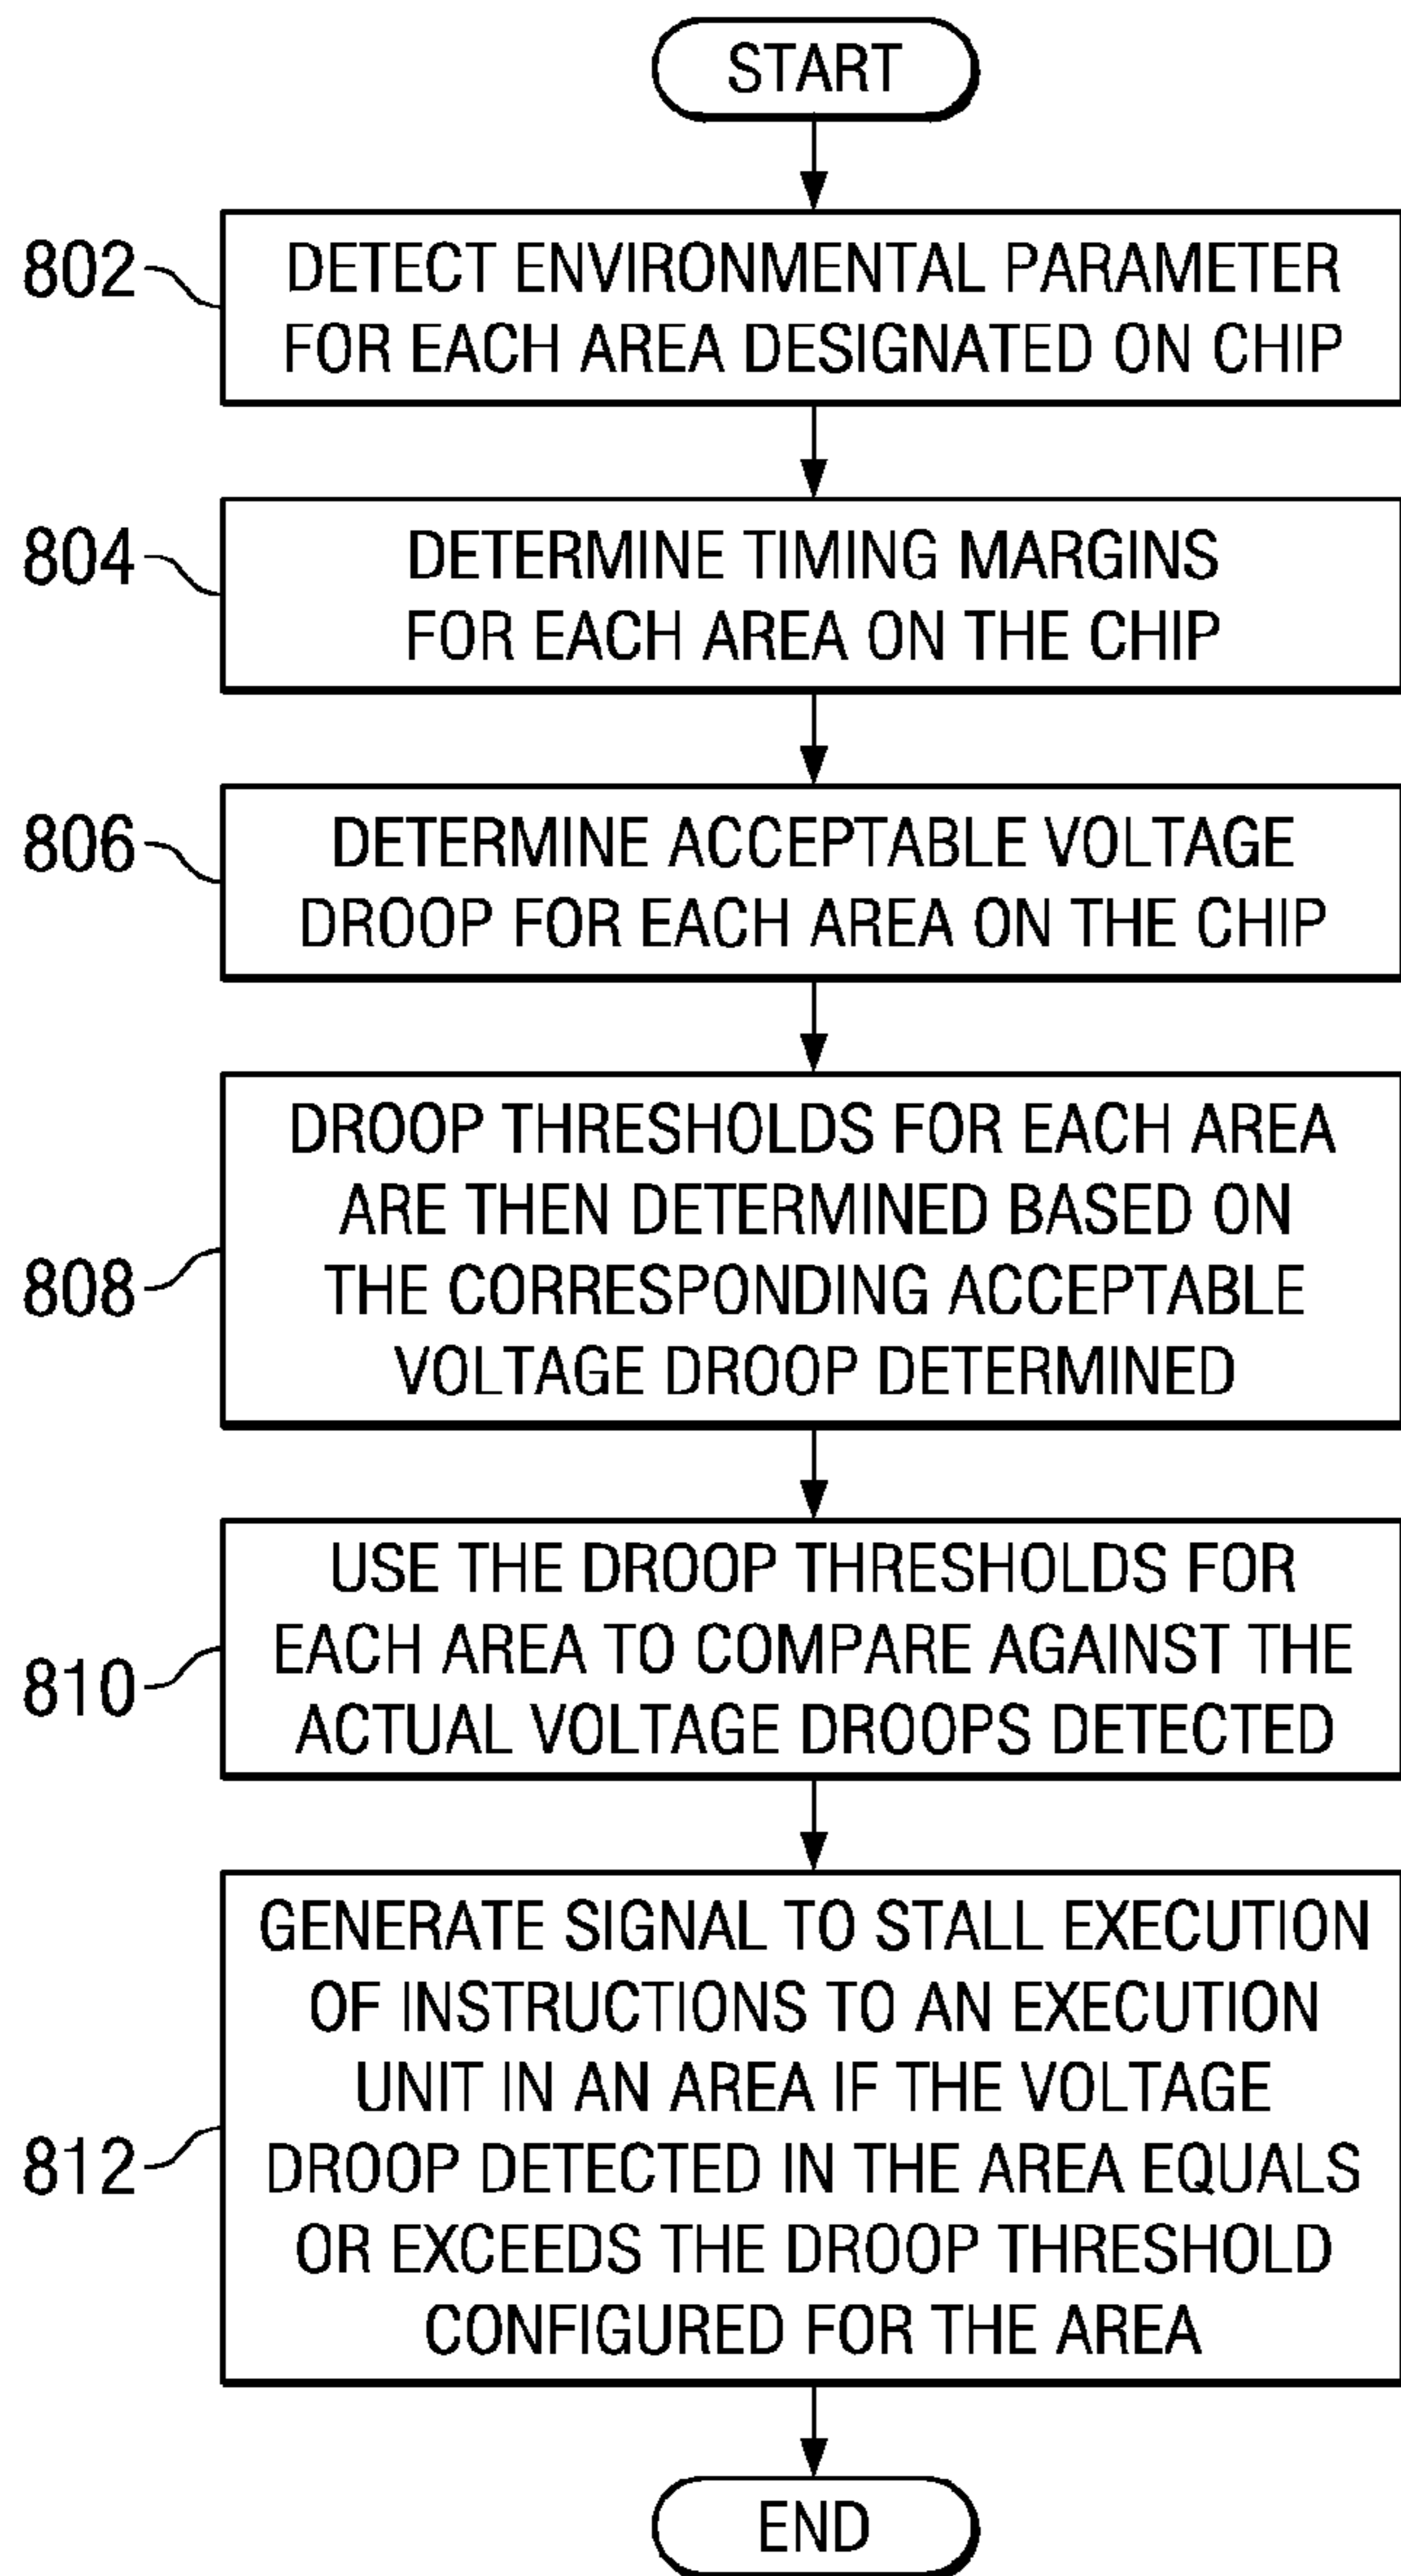 START
802
DETECT ENVIRONMENTAL PARAMETER
FOR EACH AREA DESIGNATED ON CHIP
804
DETERMINE TIMING MARGINS
FOR EACH AREA ON THE CHIP
806
DETERMINE ACCEPTABLE VOLTAGE
DROOP FOR EACH AREA ON THE CHIP
808
DROOP THRESHOLDS FOR EACH AREA
ARE THEN DETERMINED BASED ON
THE CORRESPONDING ACCEPTABLE
VOLTAGE DROOP DETERMINED
810
USE THE DROOP THRESHOLDS FOR
EACH AREA TO COMPARE AGAINST THE
ACTUAL VOLTAGE DROOPS DETECTED
812
GENERATE SIGNAL TO STALL EXECUTION
OF INSTRUCTIONS TO AN EXECUTION
UNIT IN AN AREA IF THE VOLTAGE
DROOP DETECTED IN THE AREA EQUALS
OR EXCEEDS THE DROOP THRESHOLD
CONFIGURED FOR THE AREA
END